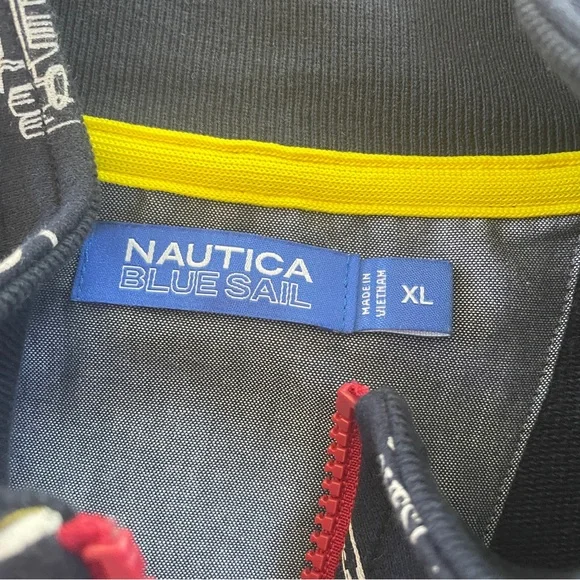 NAUTICA
BLUE SAIL
MADE IN
VIETNAM
XL